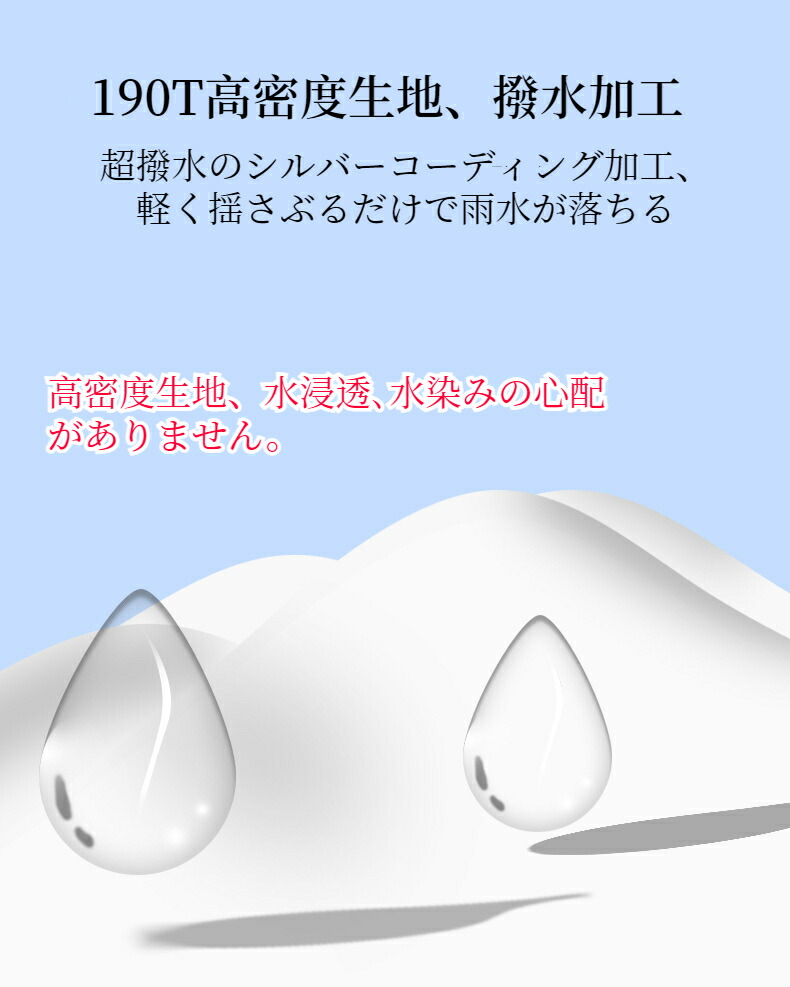 190T高密度生地、撥水加工
超撥水のシルバーコーディング加工、
軽く揺さぶるだけで雨水が落ちる
高密度生地、水浸透､水染みの心配
がありません。